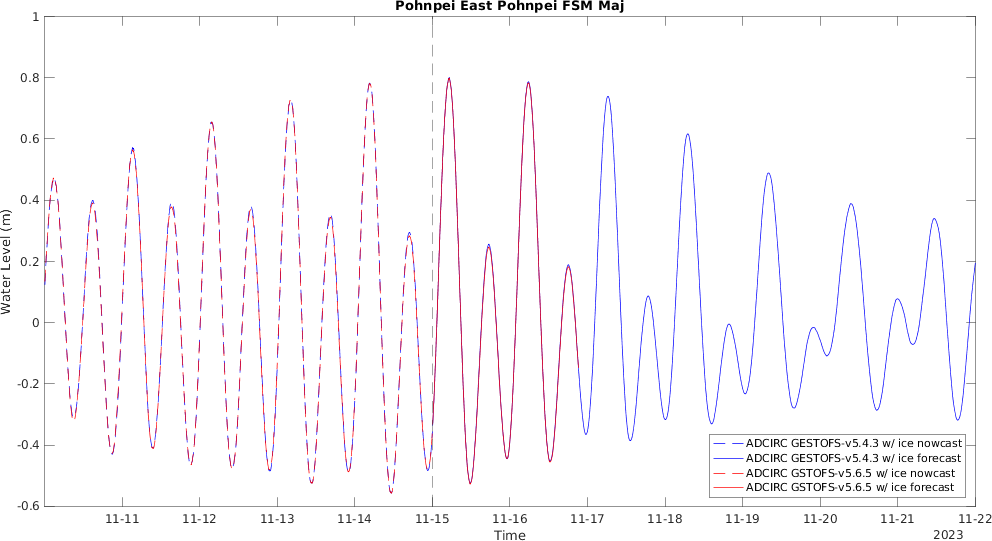 Pohnpei East Pohnpei FSM Maj
1
0.8
0.6
0.4
0.2
0
-0.2
-0.4
-0.6
Water Level (m)
ADCIRC GESTOFS-v5.4.3 w/ ice nowcast
ADCIRC GESTOFS-v5.4.3 w/ ice forecast
ADCIRC GSTOFS-v5.6.5 w/ ice nowcast
ADCIRC GSTOFS-v5.6.5 w/ ice forecast
11-11 11-12 11-13 11-14 11-15 11-16 11-17 11-18 11-19 11-20 11-21 11-22
Time
2023